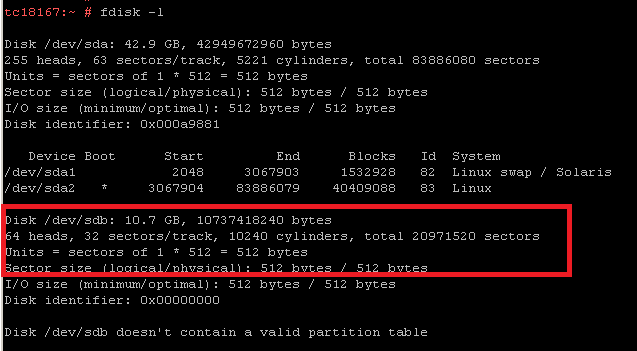 tc18167:~ # fdisk -l
Disk /dev/sda: 42.9 GB, 42949672960 bytes
255 heads, 63 sectors/track, 5221 cylinders, total 83886080 sectors
Units = sectors of 1 * 512 = 512 bytes
Sector size (logical/physical): 512 bytes / 512 bytes
I/O size (minimum/optimal): 512 bytes / 512 bytes
Disk identifier: 0x000a9881
Device Boot Start End Blocks Id System
/dev/sda1 2048 3067903 1532928 82 Linux swap / Solaris
/dev/sda2 * 3067904 83886079 40409088 83 Linux
Disk /dev/sdb: 10.7 GB, 10737418240 bytes
64 heads, 32 sectors/track, 10240 cylinders, total 20971520 sectors
Units = sectors of 1 * 512 = 512 bytes
Sector size (logical/physical): 512 bytes / 512 bytes
I/O size (minimum/optimal): 512 bytes / 512 bytes
Disk identifier: 0x00000000
Disk /dev/sdb doesn't contain a valid partition table